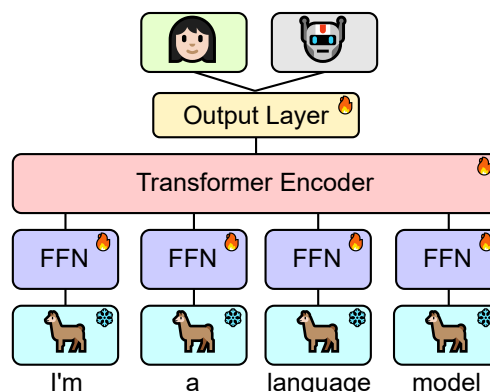 Output Layer
Transformer Encoder
FFN FFN FFN FFN
I'm a language model